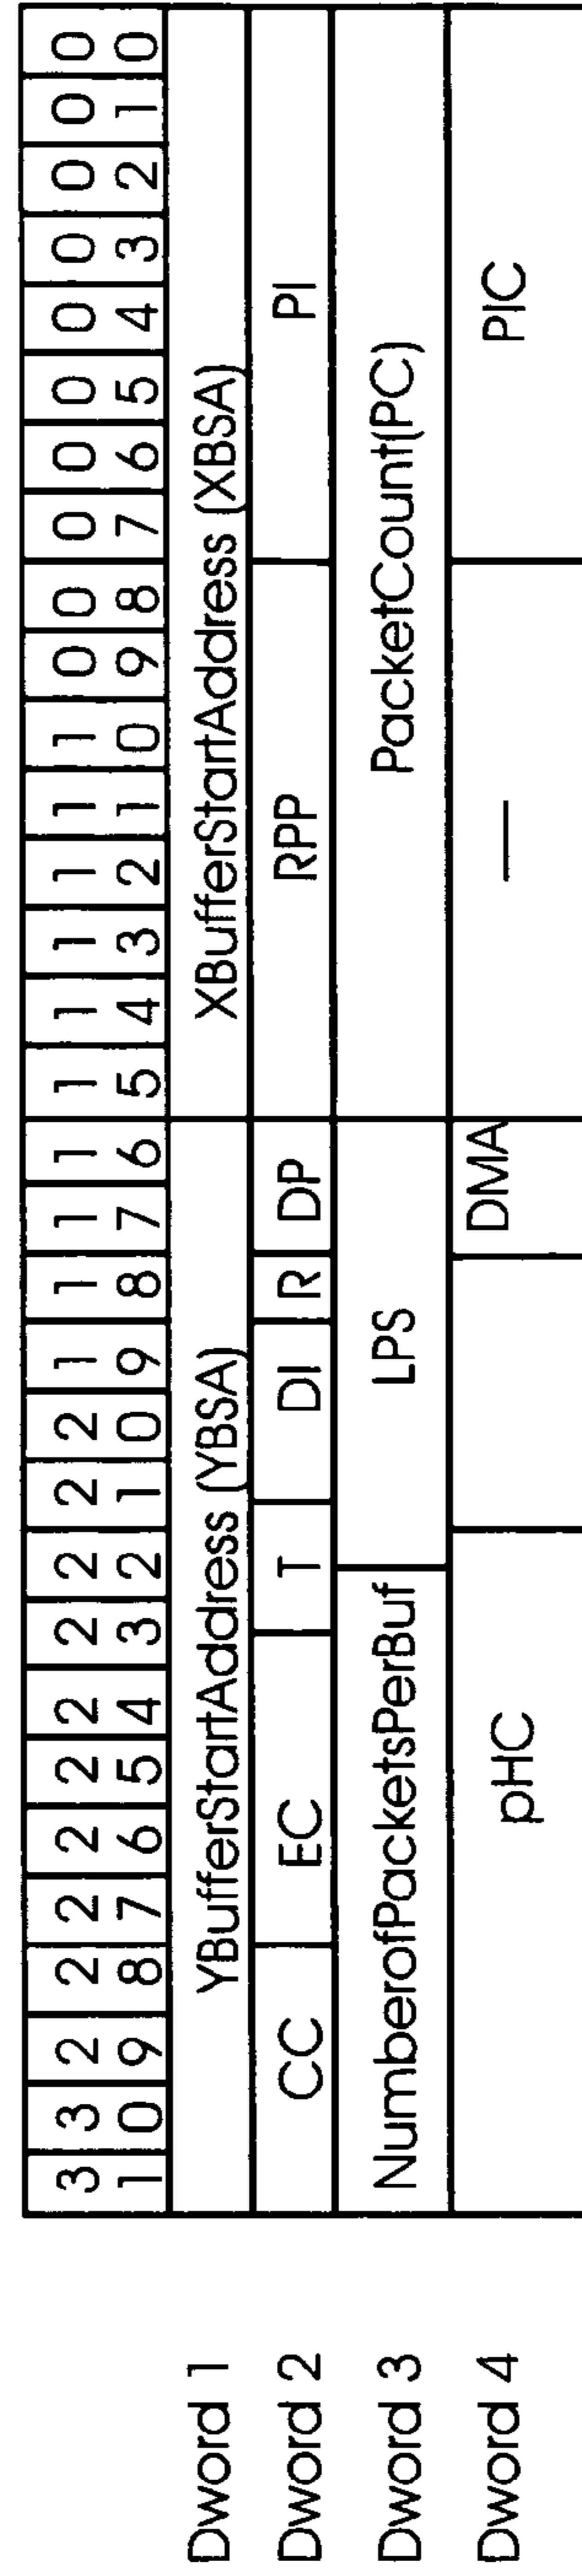 3 3 2 2 2 2 2 2 2 2 2 2 1 1 1 1 1 1 1 1 1 1 0 0 0 0 0 0 0 0 0 0
1 0 9 8 7 6 5 4 3 2 1 0 9 8 7 6 5 4 3 2 1 0 9 8 7 6 5 4 3 2 1 0
Dword 1 YBufferStartAddress (YBSA) XBufferStartAddress (XBSA)
Dword 2 CC EC T DI R DP RPP PI
Dword 3 NumberofPacketsPerBuf LPS PacketCount(PC)
Dword 4 pHC DMA — PIC